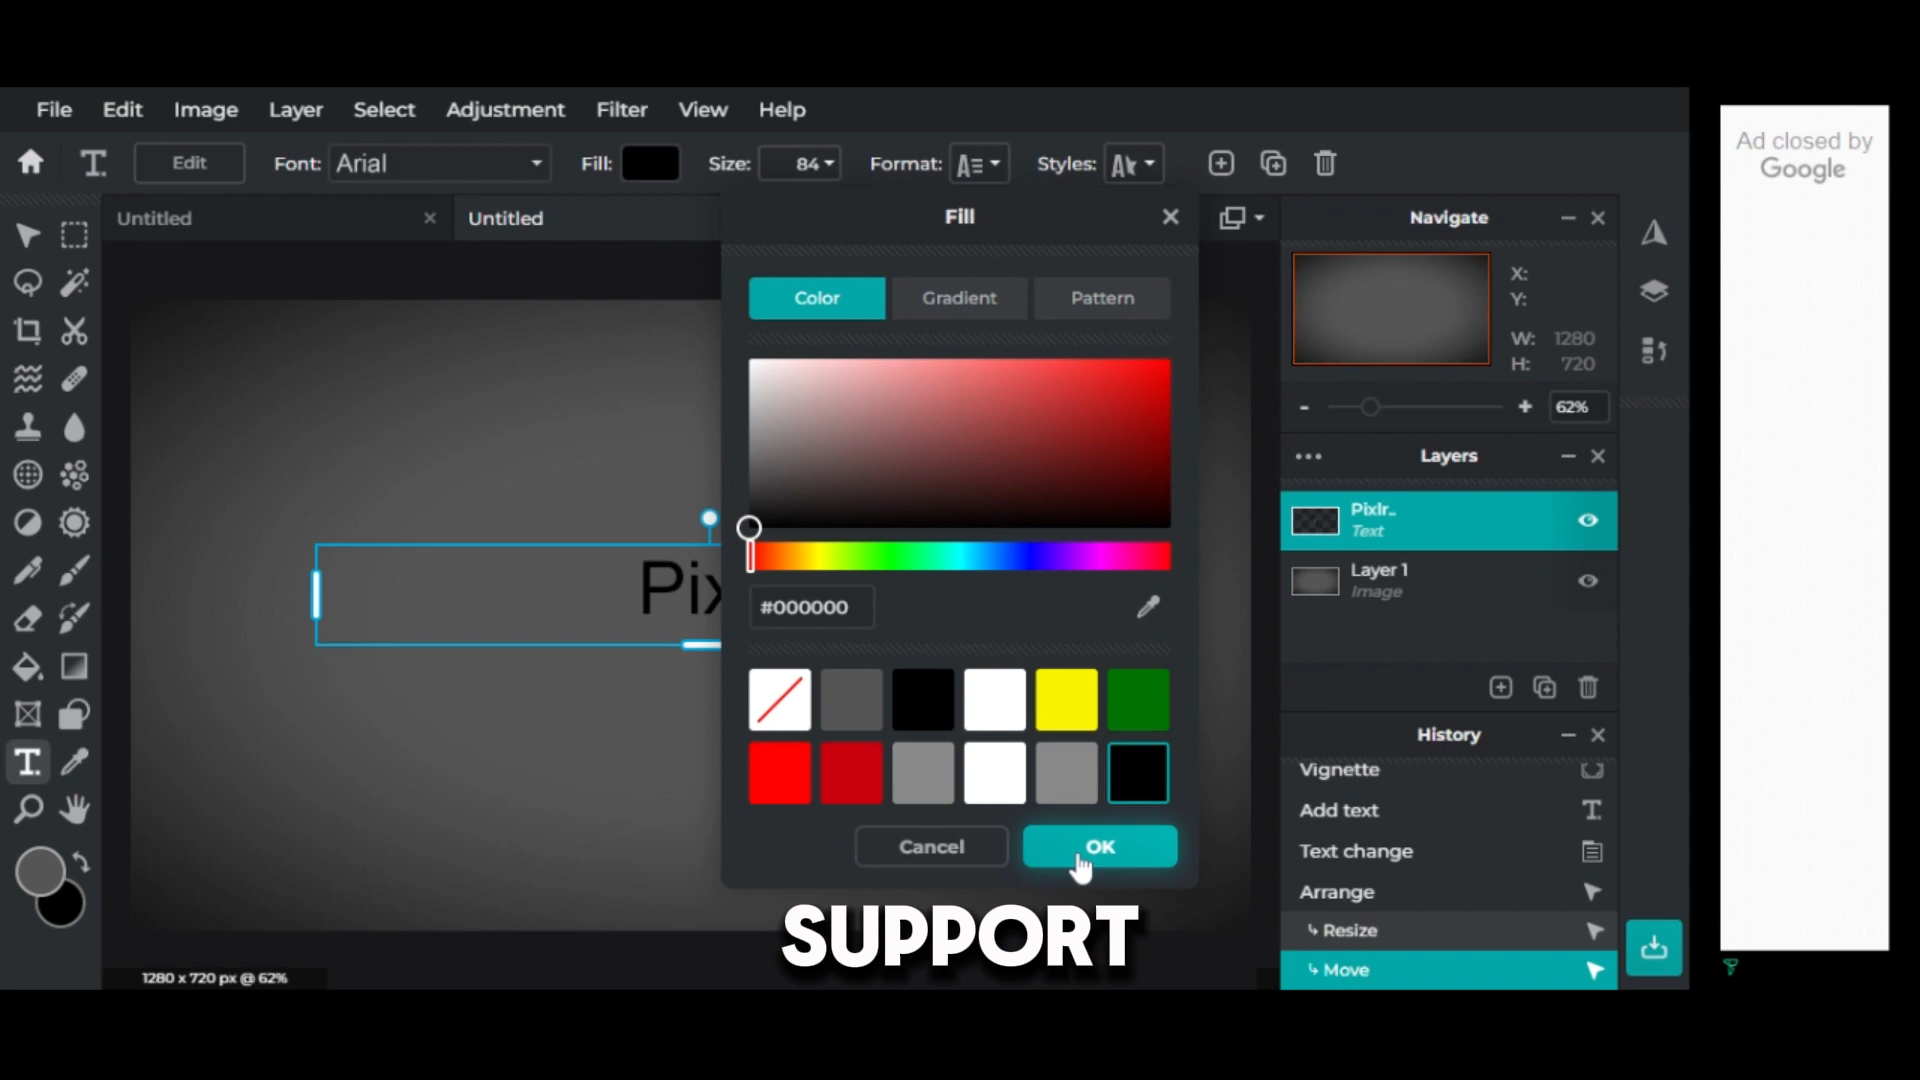 File Edit Image Layer Select Adjustment Filter View Help
Edit Font: Arial Fill: Size: 84 Format: Styles:
Untitled Untitled
Fill
Color Gradient Pattern
#000000
Cancel OK
Pix
SUPPORT
1280 x 720 px @ 62%
Navigate
X:
Y:
W: 1280
H: 720
- + 62%
Layers
Pixlr..
Text
Layer 1
Image
History
Vignette
Add text
Text change
Arrange
Resize
Move
Ad closed by
Google